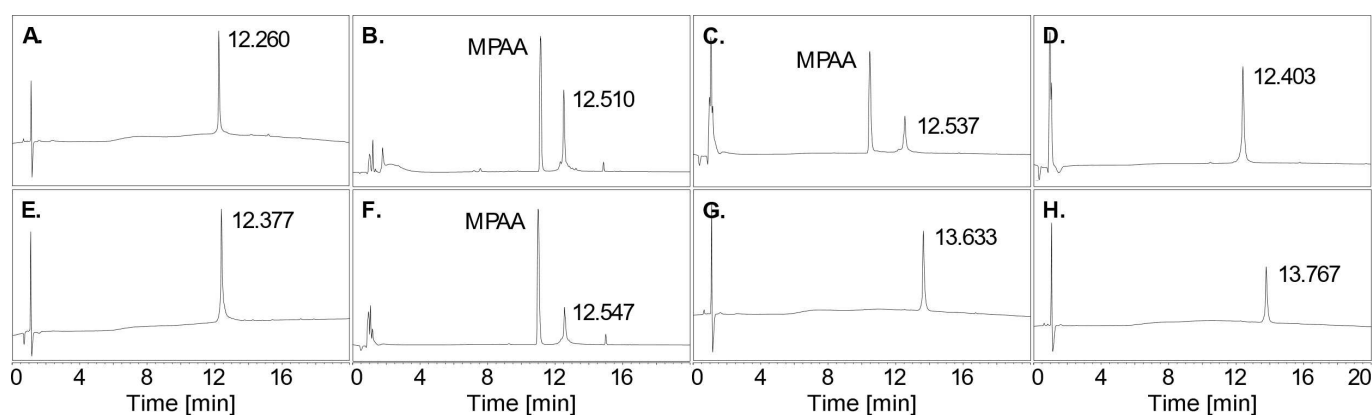 A.
12.260
B.
MPAA
12.510
C.
MPAA
12.537
D.
12.403
E.
12.377
F.
MPAA
12.547
G.
13.633
H.
13.767
0 4 8 12 16
0 4 8 12 16
0 4 8 12 16
0 4 8 12 16 20
Time [min]
Time [min]
Time [min]
Time [min]